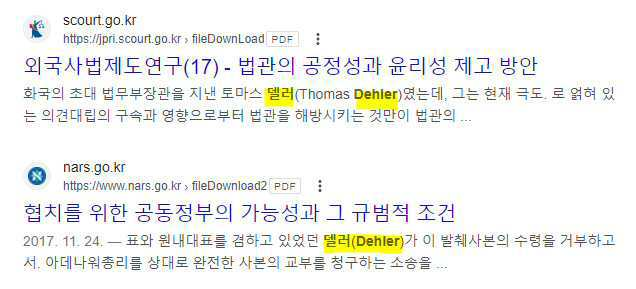 scourt.go.kr
https://jpri.scourt.go.kr › fileDownLoad PDF
외국사법제도연구(17) - 법관의 공정성과 윤리성 제고 방안
화국의 초대 법무부장관을 지낸 토마스 델러(Thomas Dehler)였는데, 그는 현재 극도. 로 얽혀 있
는 의견대립의 구속과 영향으로부터 법관을 해방시키는 것만이 법관의 ...
nars.go.kr
https://www.nars.go.kr › fileDownload2 PDF
협치를 위한 공동정부의 가능성과 그 규범적 조건
2017. 11. 24. — 표와 원내대표를 겸하고 있었던 델러(Dehler)가 이 발췌사본의 수령을 거부하고
서. 아데나워총리를 상대로 완전한 사본의 교부를 청구하는 소송을 ...